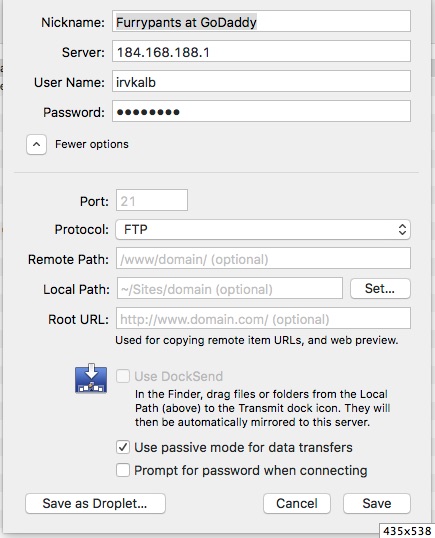 Nickname: Furrypants at GoDaddy
Server: 184.168.188.1
User Name: irvkalb
Password: ●●●●●●●●
Fewer options
Port: 21
Protocol: FTP
Remote Path: /www/domain/ (optional)
Local Path: ~/Sites/domain (optional) Set...
Root URL: http://www.domain.com/ (optional)
Used for copying remote item URLs, and web preview.
Use DockSend
In the Finder, drag files or folders from the Local
Path (above) to the Transmit dock icon. They will
then be automatically mirrored to this server.
Use passive mode for data transfers
Prompt for password when connecting
Save as Droplet... Cancel Save
435x538